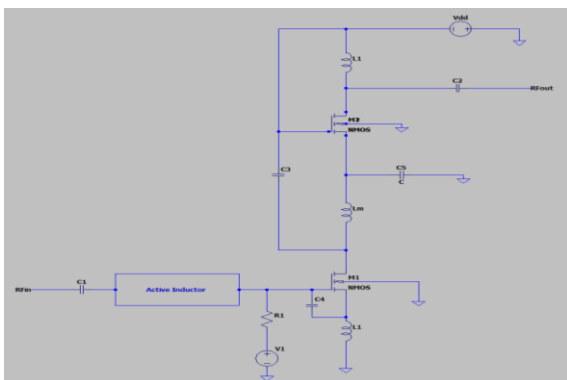 Vdd
L1
C2
RFout
M2
NMOS
C3
C5
C
Lm
M1
NMOS
C1
RFin
Active Inductor
C4
R1
L1
V1